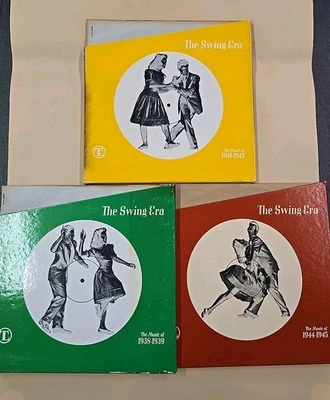 The Swing Era
The Music of
1941-1942
The Swing Era
The Music of
1938-1939
The Swing Era
The Music of
1944-1945